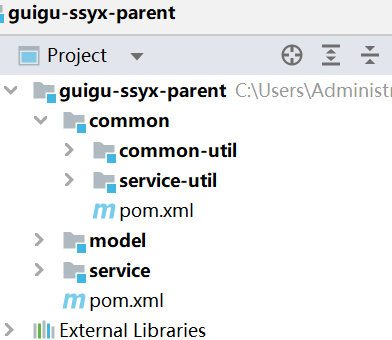 guigu-ssyx-parent
Project
guigu-ssyx-parent C:\Users\Administr
common
common-util
service-util
pom.xml
model
service
pom.xml
External Libraries